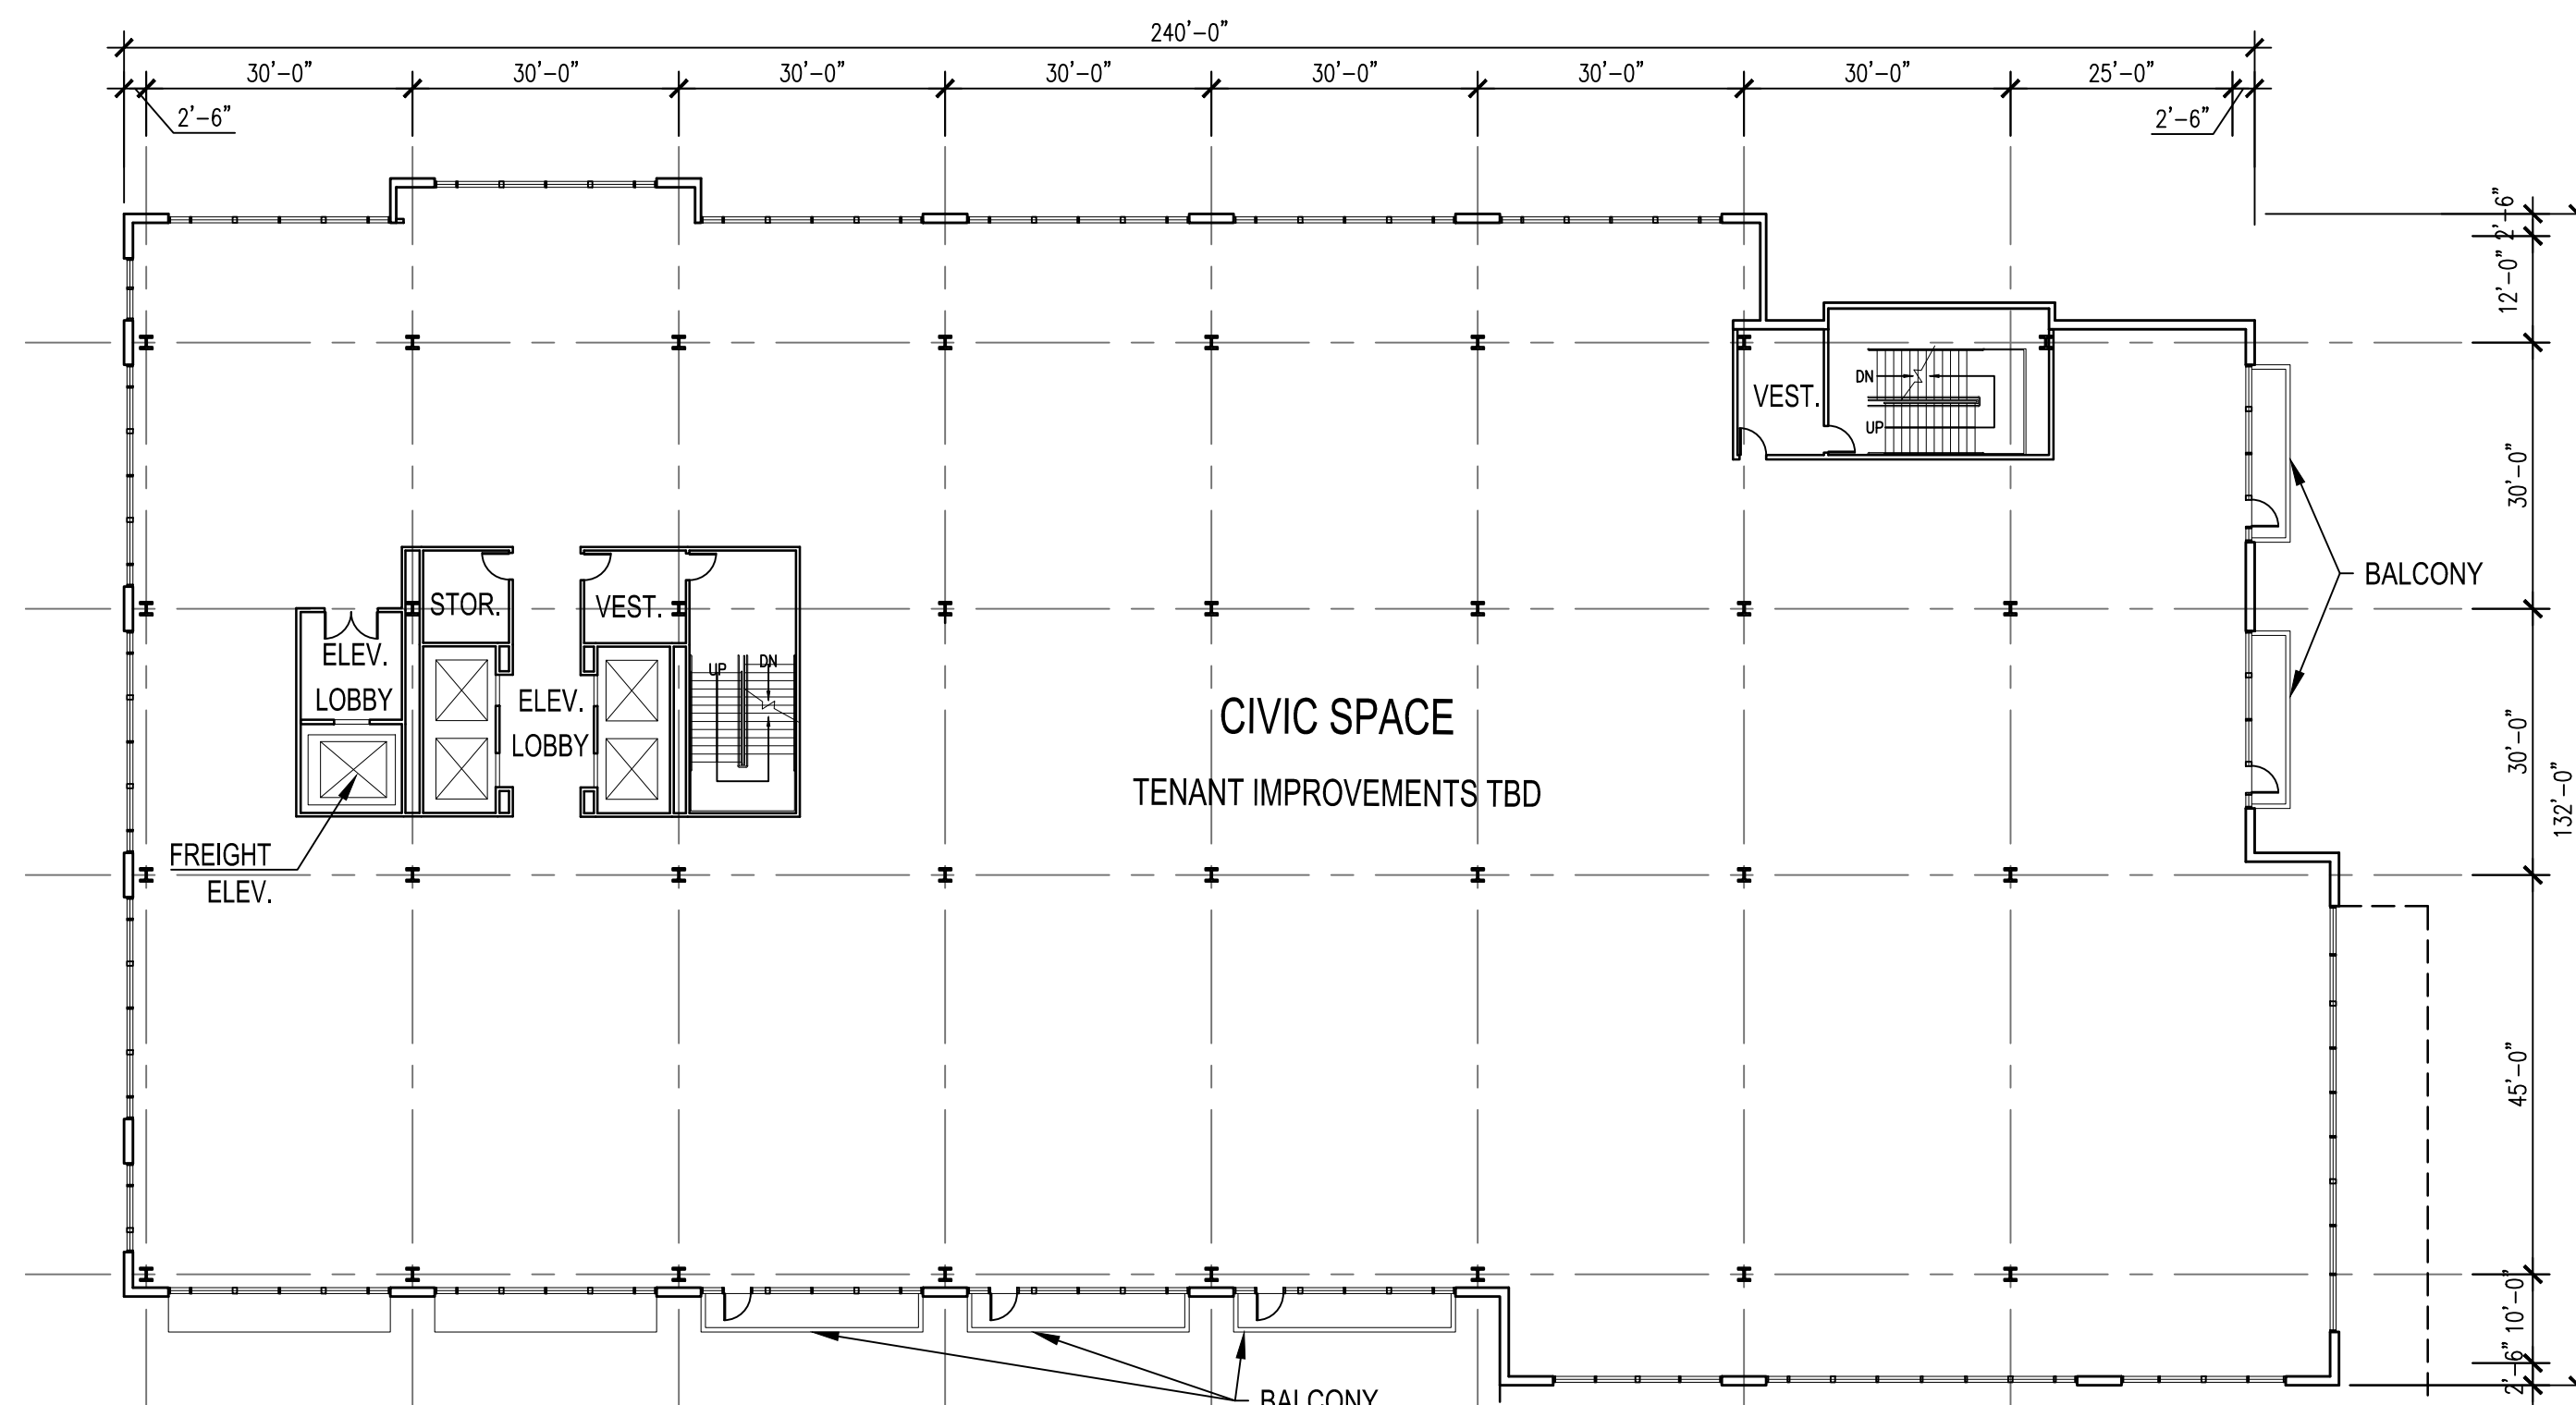 240'-0"
30'-0" 30'-0" 30'-0" 30'-0" 30'-0" 30'-0" 30'-0" 25'-0"
2'-6" 2'-6"
2'-6"
12'-0"
30'-0"
30'-0"
132'-0"
45'-0"
10'-0"
2'-6"
DN
VEST.
UP
BALCONY
STOR. VEST.
ELEV.
LOBBY
UP DN
ELEV.
LOBBY
CIVIC SPACE
TENANT IMPROVEMENTS TBD
FREIGHT
ELEV.
BALCONY